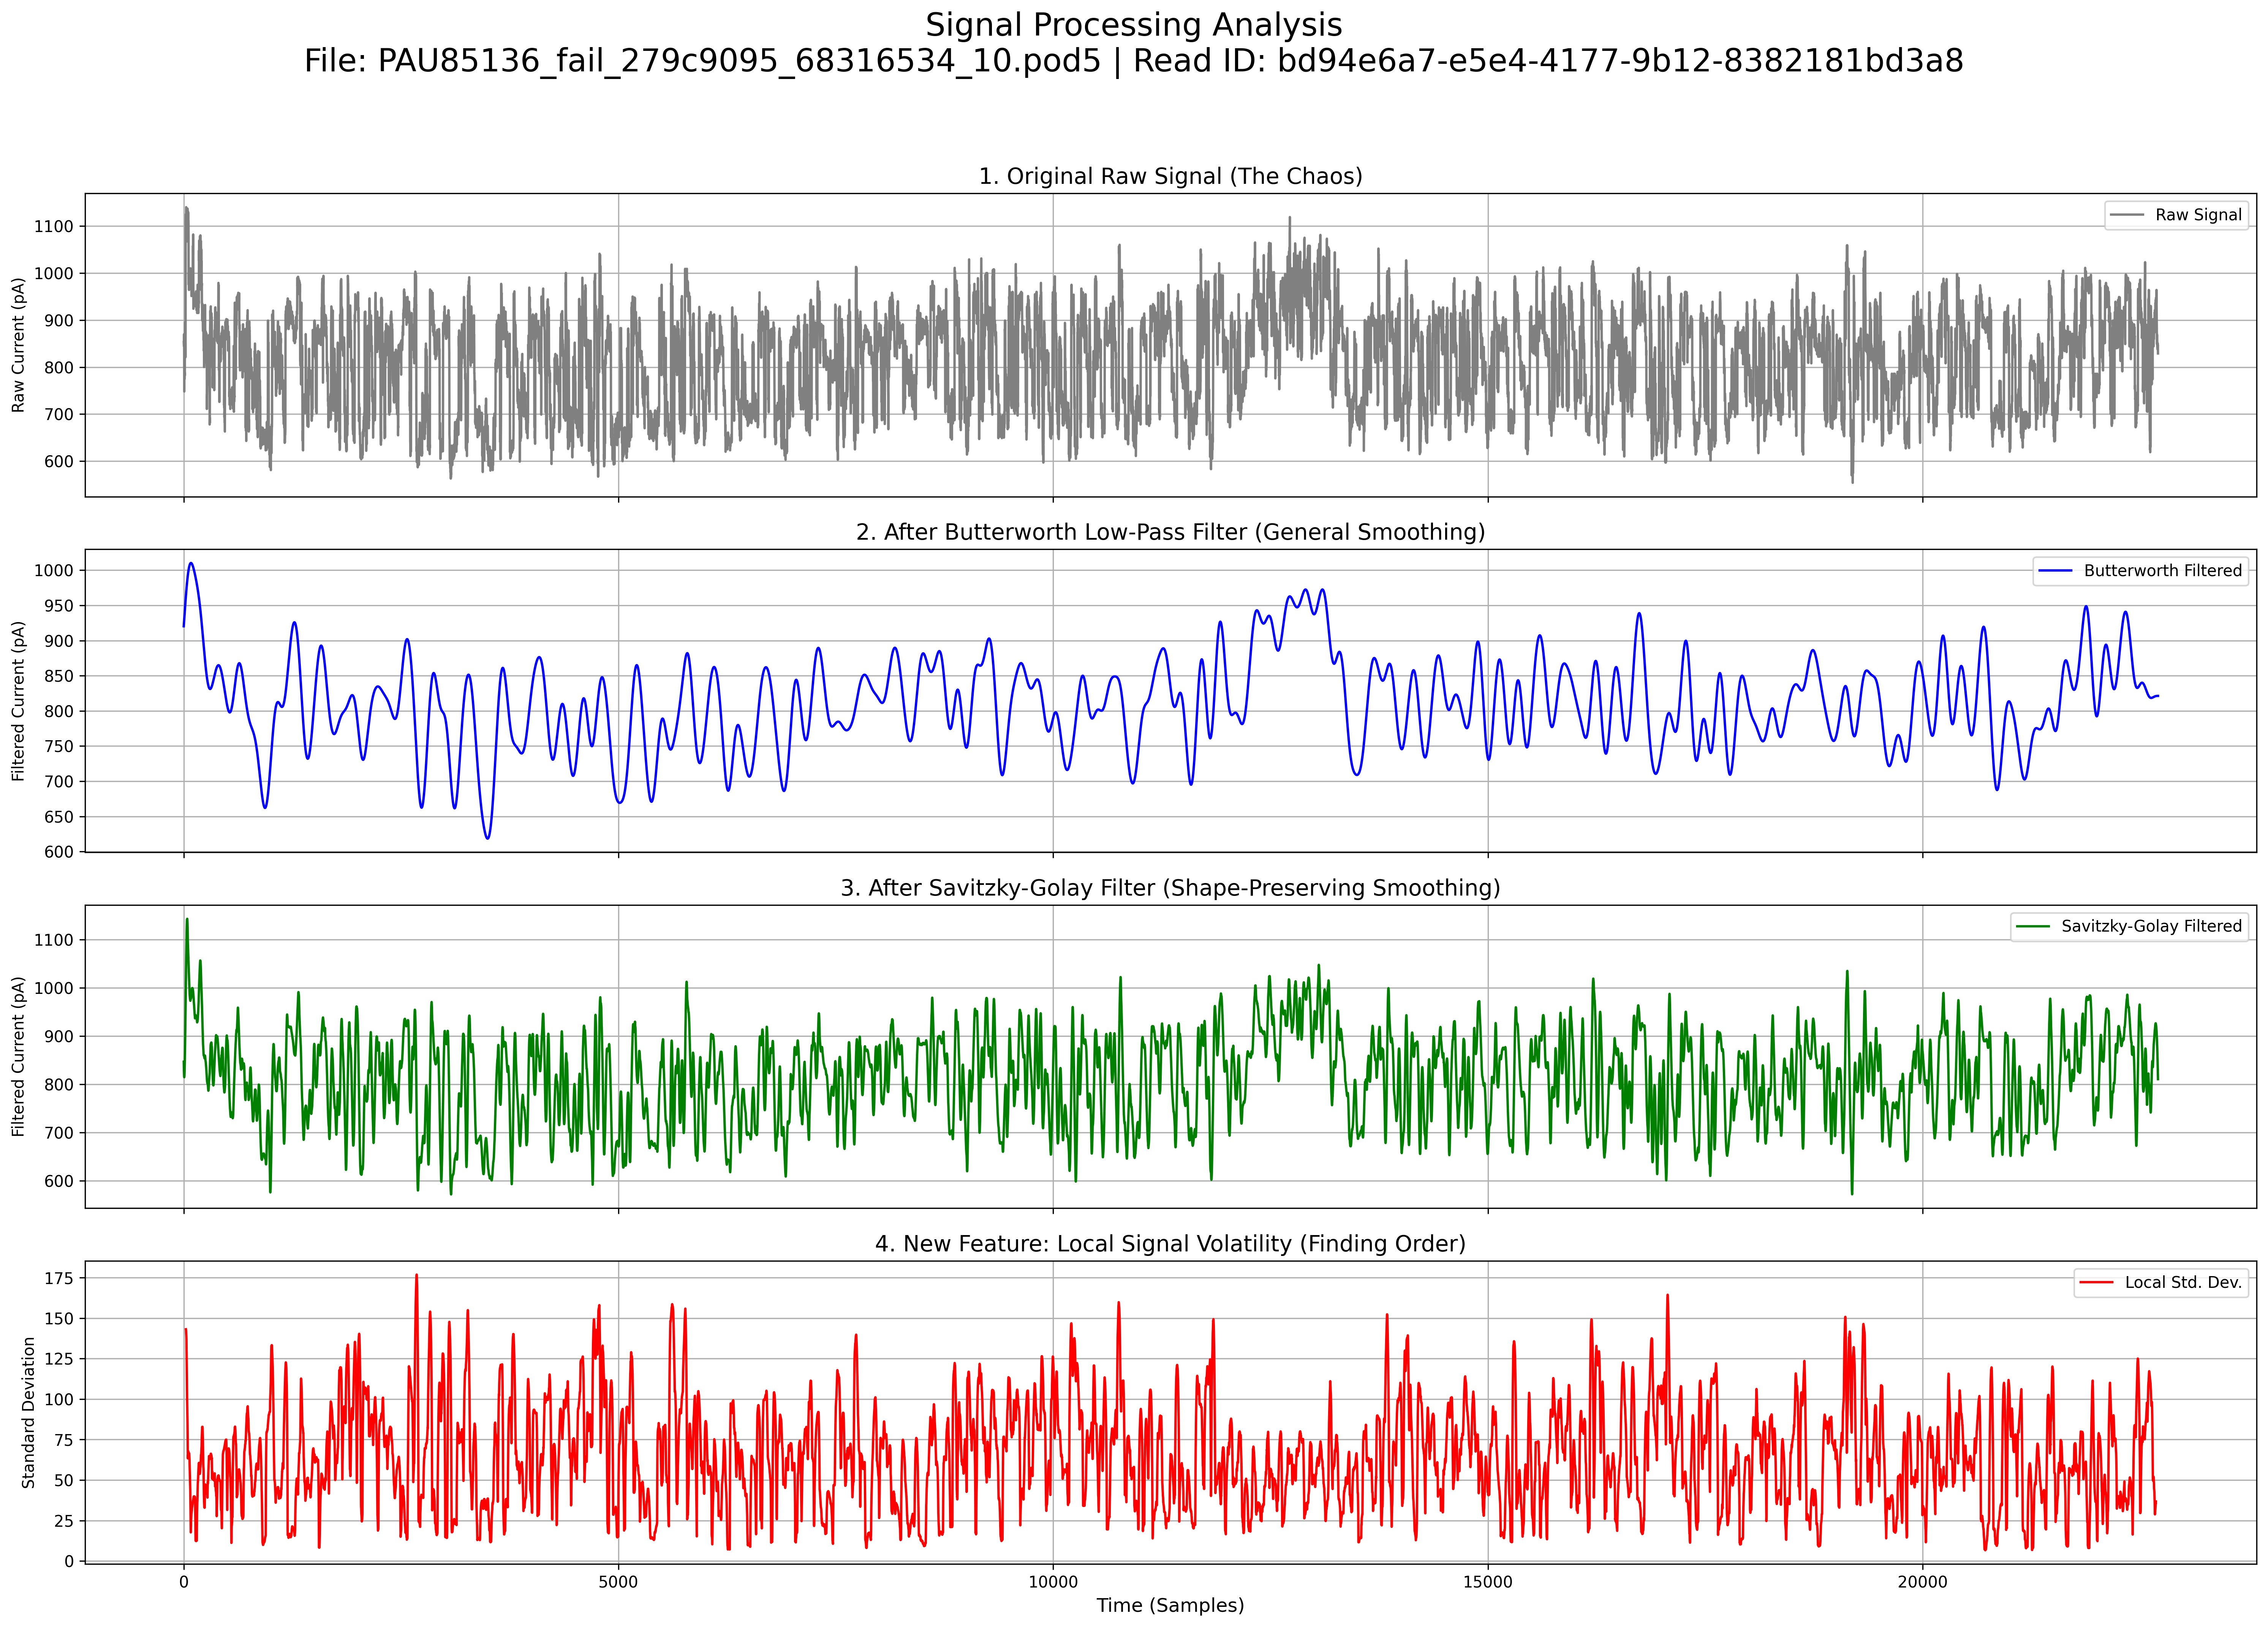 Signal Processing Analysis
File: PAU85136_fail_279c9095_68316534_10.pod5 | Read ID: bd94e6a7-e5e4-4177-9b12-8382181bd3a8
1. Original Raw Signal (The Chaos)
Raw Signal
Raw Current (pA)
1100
1000
900
800
700
600
2. After Butterworth Low-Pass Filter (General Smoothing)
Butterworth Filtered
Filtered Current (pA)
1000
950
900
850
800
750
700
650
600
3. After Savitzky-Golay Filter (Shape-Preserving Smoothing)
Savitzky-Golay Filtered
Filtered Current (pA)
1100
1000
900
800
700
600
4. New Feature: Local Signal Volatility (Finding Order)
Local Std. Dev.
Standard Deviation
175
150
125
100
75
50
25
0
0 5000 10000 15000 20000
Time (Samples)